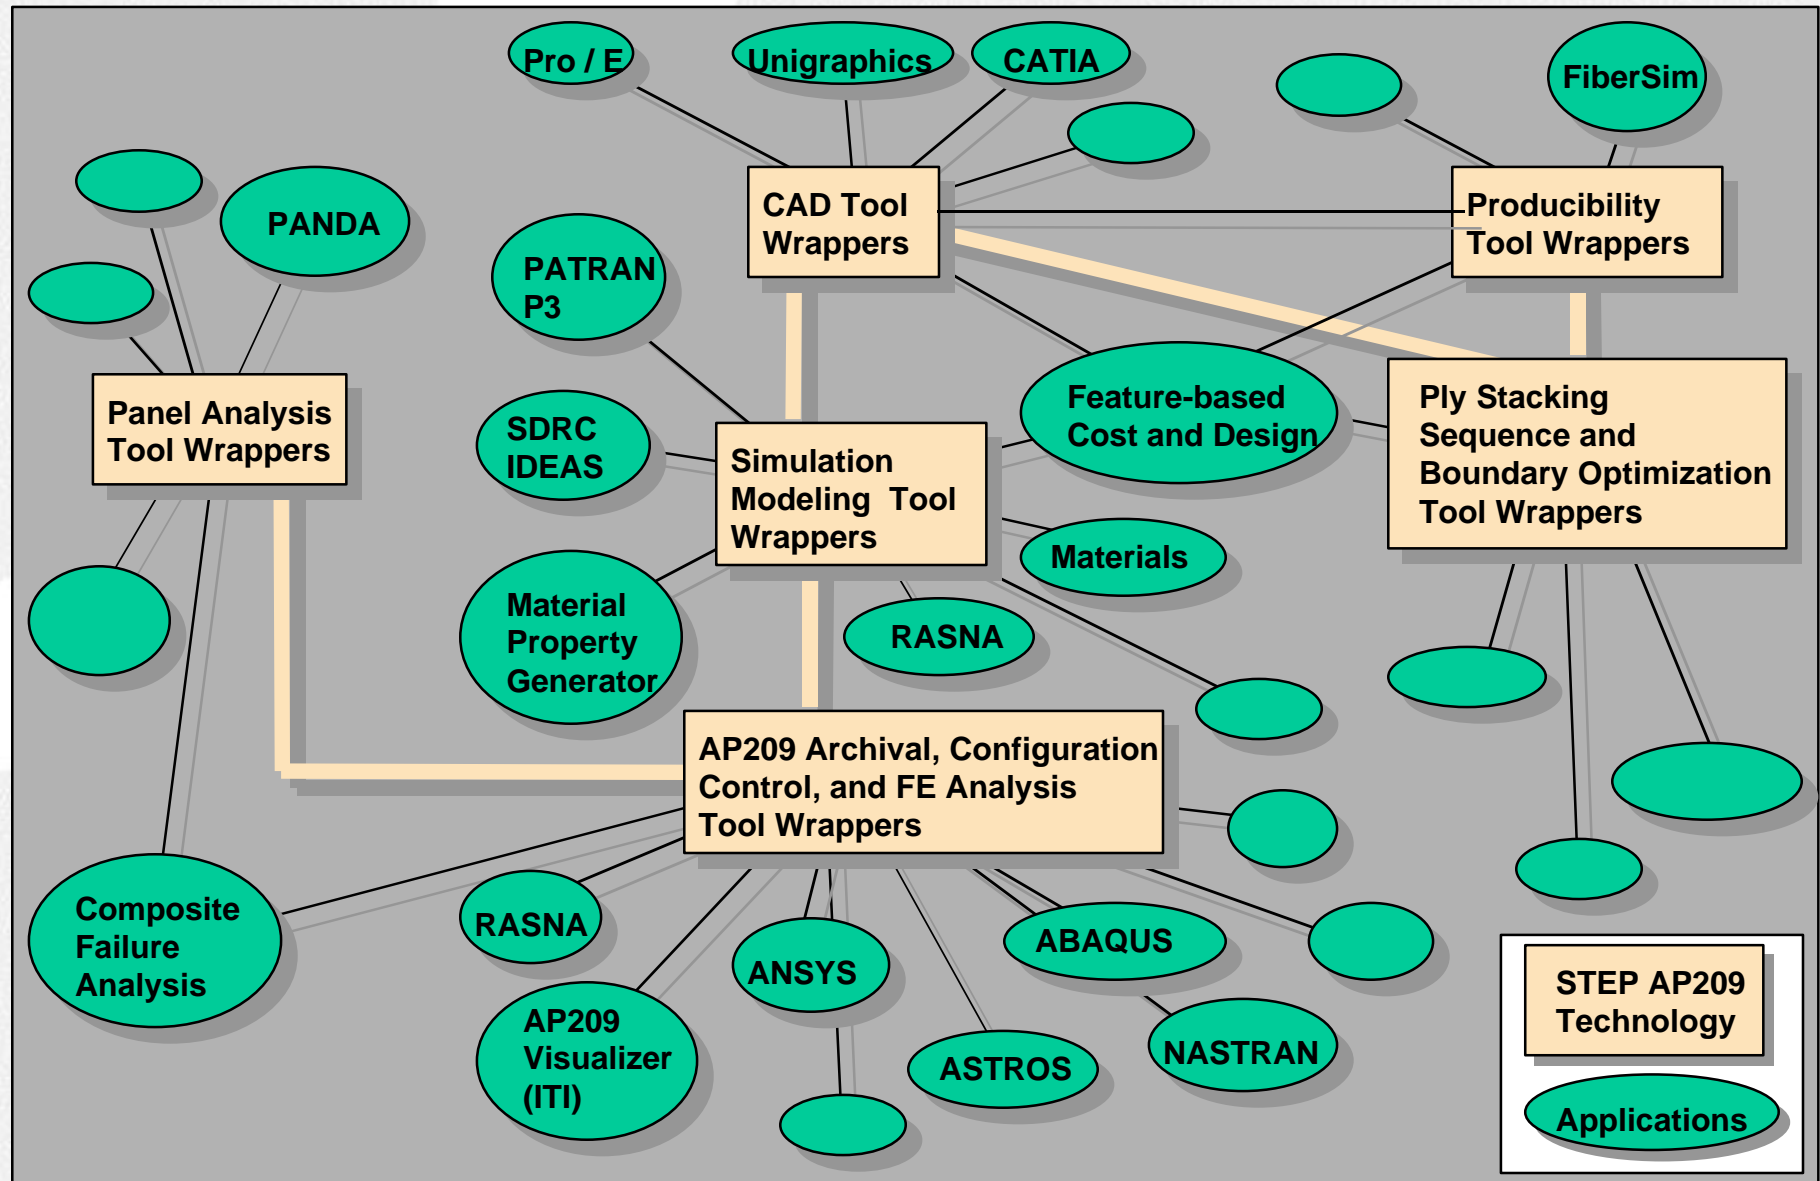 Pro / E
Unigraphics
CATIA
FiberSim
PANDA
CAD Tool
Wrappers
Producibility
Tool Wrappers
PATRAN
P3
Panel Analysis
Tool Wrappers
SDRC
IDEAS
Simulation
Modeling Tool
Wrappers
Feature-based
Cost and Design
Ply Stacking
Sequence and
Boundary Optimization
Tool Wrappers
Materials
Material
Property
Generator
RASNA
AP209 Archival, Configuration
Control, and FE Analysis
Tool Wrappers
Composite
Failure
Analysis
RASNA
AP209
Visualizer
(ITI)
ANSYS
ASTROS
ABAQUS
NASTRAN
STEP AP209
Technology
Applications